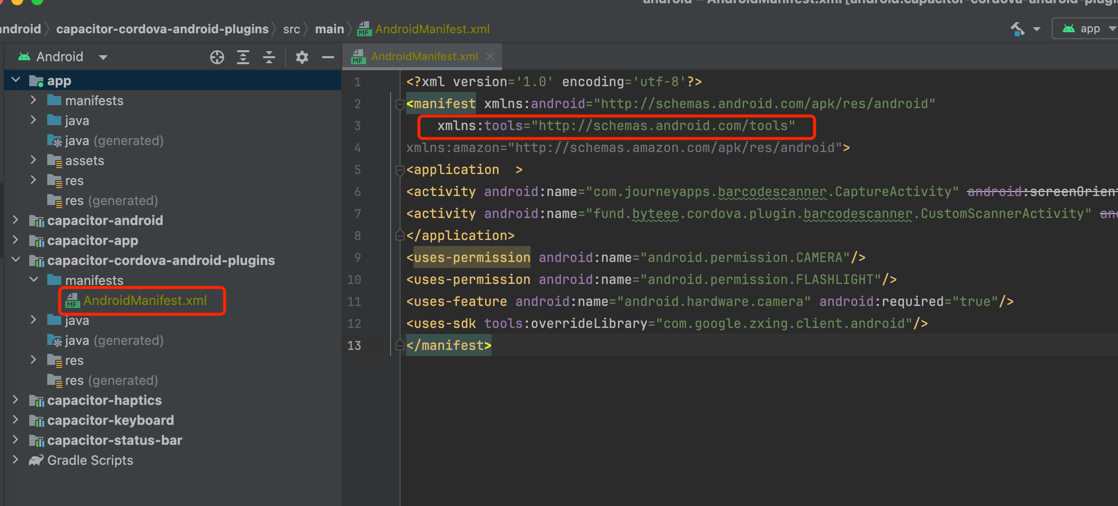 android – AndroidManifest.xml [android.capacitor-cordova-android-plugin
android 〉 capacitor-cordova-android-plugins 〉 src 〉 main 〉 AndroidManifest.xml
app
Android
AndroidManifest.xml
app
manifests
java
java (generated)
assets
res
res (generated)
capacitor-android
capacitor-app
capacitor-cordova-android-plugins
manifests
AndroidManifest.xml
java
java (generated)
res
res (generated)
capacitor-haptics
capacitor-keyboard
capacitor-status-bar
Gradle Scripts
1 <?xml version='1.0' encoding='utf-8'?>
2 <manifest xmlns:android="http://schemas.android.com/apk/res/android"
3 xmlns:tools="http://schemas.android.com/tools"
4 xmlns:amazon="http://schemas.amazon.com/apk/res/android">
5 <application  >
6 <activity android:name="com.journeyapps.barcodescanner.CaptureActivity" android:screenOrient
7 <activity android:name="fund.byteee.cordova.plugin.barcodescanner.CustomScannerActivity" and
8 </application>
9 <uses-permission android:name="android.permission.CAMERA"/>
10 <uses-permission android:name="android.permission.FLASHLIGHT"/>
11 <uses-feature android:name="android.hardware.camera" android:required="true"/>
12 <uses-sdk tools:overrideLibrary="com.google.zxing.client.android"/>
13 </manifest>